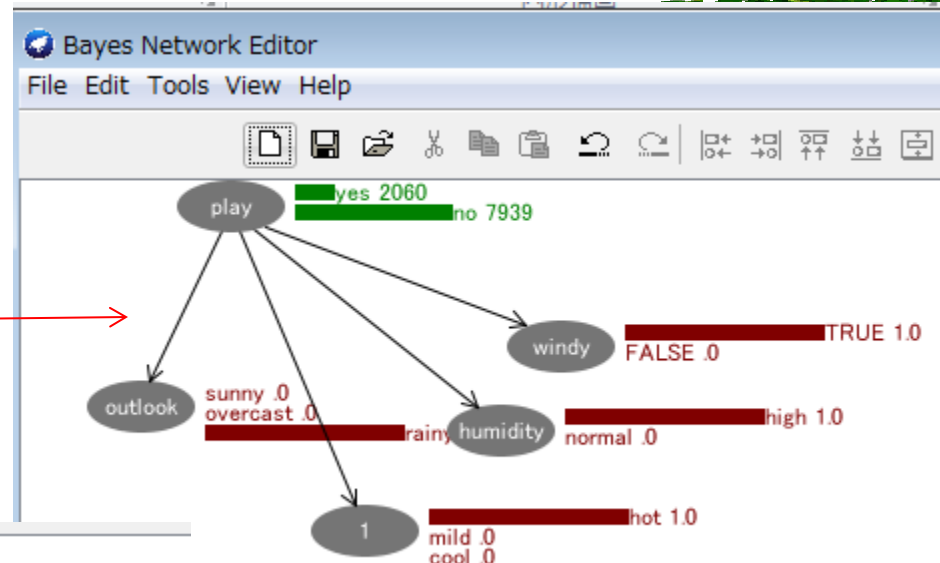 Bayes Network Editor
File Edit Tools View Help
play
yes 2060
no 7939
windy
TRUE 1.0
FALSE .0
outlook
sunny .0
overcast .0
rainy
humidity
high 1.0
normal .0
1
hot 1.0
mild .0
cool .0